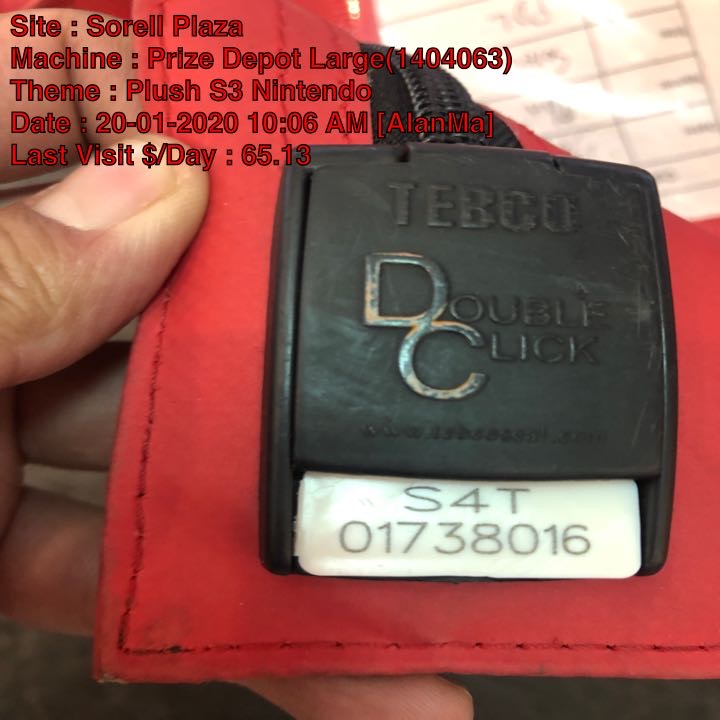 Site : Sorell Plaza
Machine : Prize Depot Large(1404063)
Theme : Plush S3 Nintendo
Date : 20-01-2020 10:06 AM [AlanMa]
Last Visit $/Day : 65.13
TEBCO
DOUBLE
CLICK
S4T
01738016